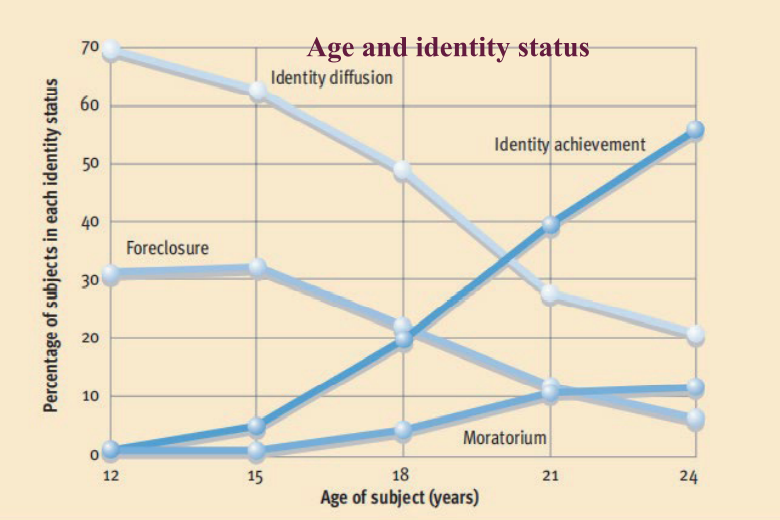 Age and identity status
70
60
50
40
30
20
10
0
Percentage of subjects in each identity status
Identity diffusion
Identity achievement
Foreclosure
Moratorium
12 15 18 21 24
Age of subject (years)